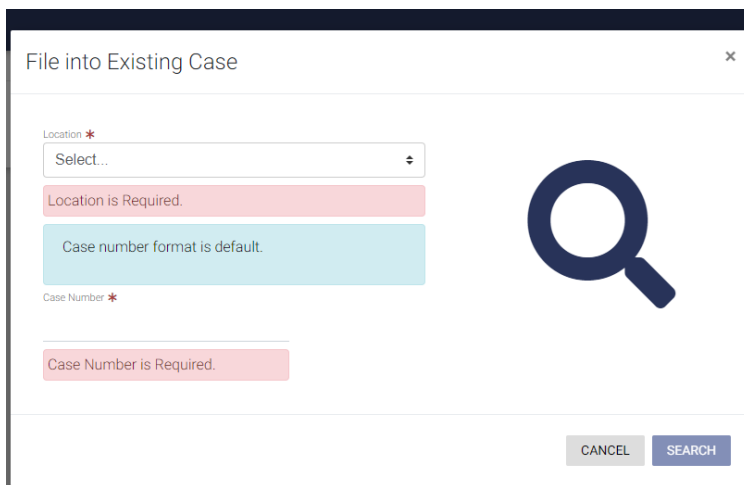 File into Existing Case
×
Location *
Select...
Location is Required.
Case number format is default.
Case Number *
Case Number is Required.
CANCEL SEARCH